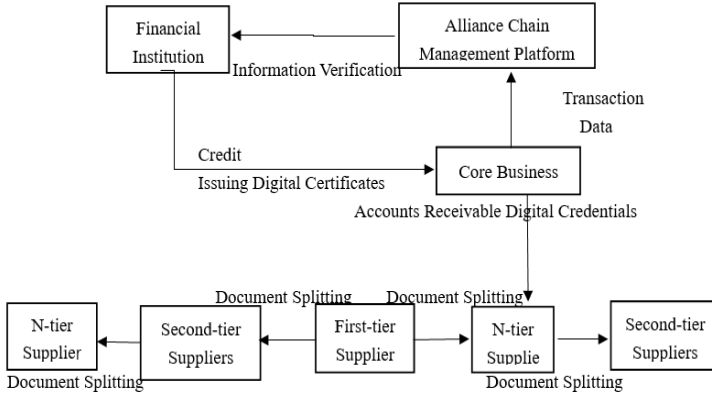 Financial
Institution
Alliance Chain
Management Platform
Information Verification
Transaction
Data
Credit
Issuing Digital Certificates
Core Business
Accounts Receivable Digital Credentials
Document Splitting
Document Splitting
N-tier
Supplier
Second-tier
Suppliers
First-tier
Supplier
N-tier
Supplie
Second-tier
Suppliers
Document Splitting
Document Splitting